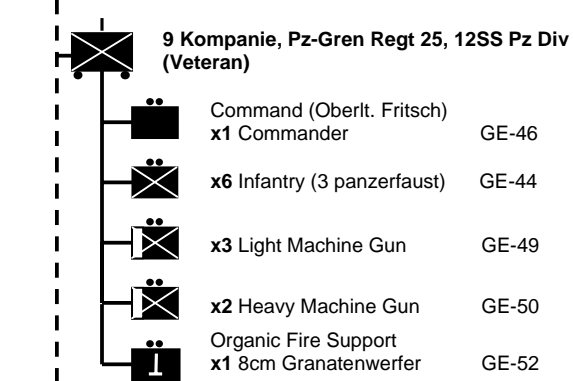 9 Kompanie, Pz-Gren Regt 25, 12SS Pz Div
(Veteran)
Command (Oberlt. Fritsch)
x1 Commander GE-46
x6 Infantry (3 panzerfaust) GE-44
x3 Light Machine Gun GE-49
x2 Heavy Machine Gun GE-50
Organic Fire Support
x1 8cm Granatenwerfer GE-52